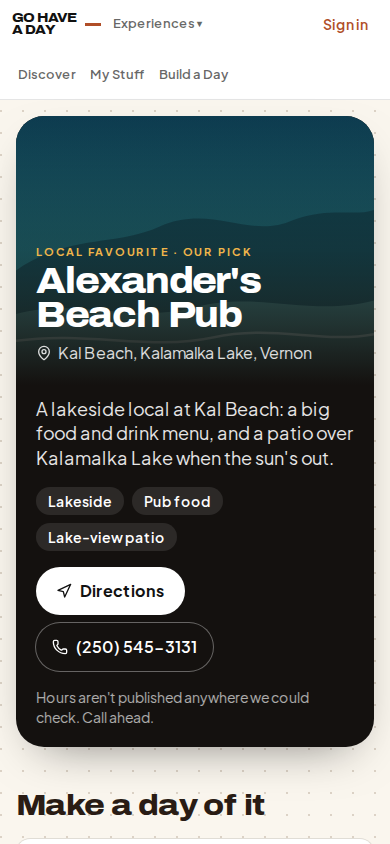 GO HAVE
A DAY
Experiences ▾
Sign in
Discover My Stuff Build a Day
LOCAL FAVOURITE · OUR PICK
Alexander's
Beach Pub
Kal Beach, Kalamalka Lake, Vernon
A lakeside local at Kal Beach: a big
food and drink menu, and a patio over
Kalamalka Lake when the sun's out.
Lakeside Pub food
Lake-view patio
Directions
(250) 545-3131
Hours aren't published anywhere we could
check. Call ahead.
Make a day of it